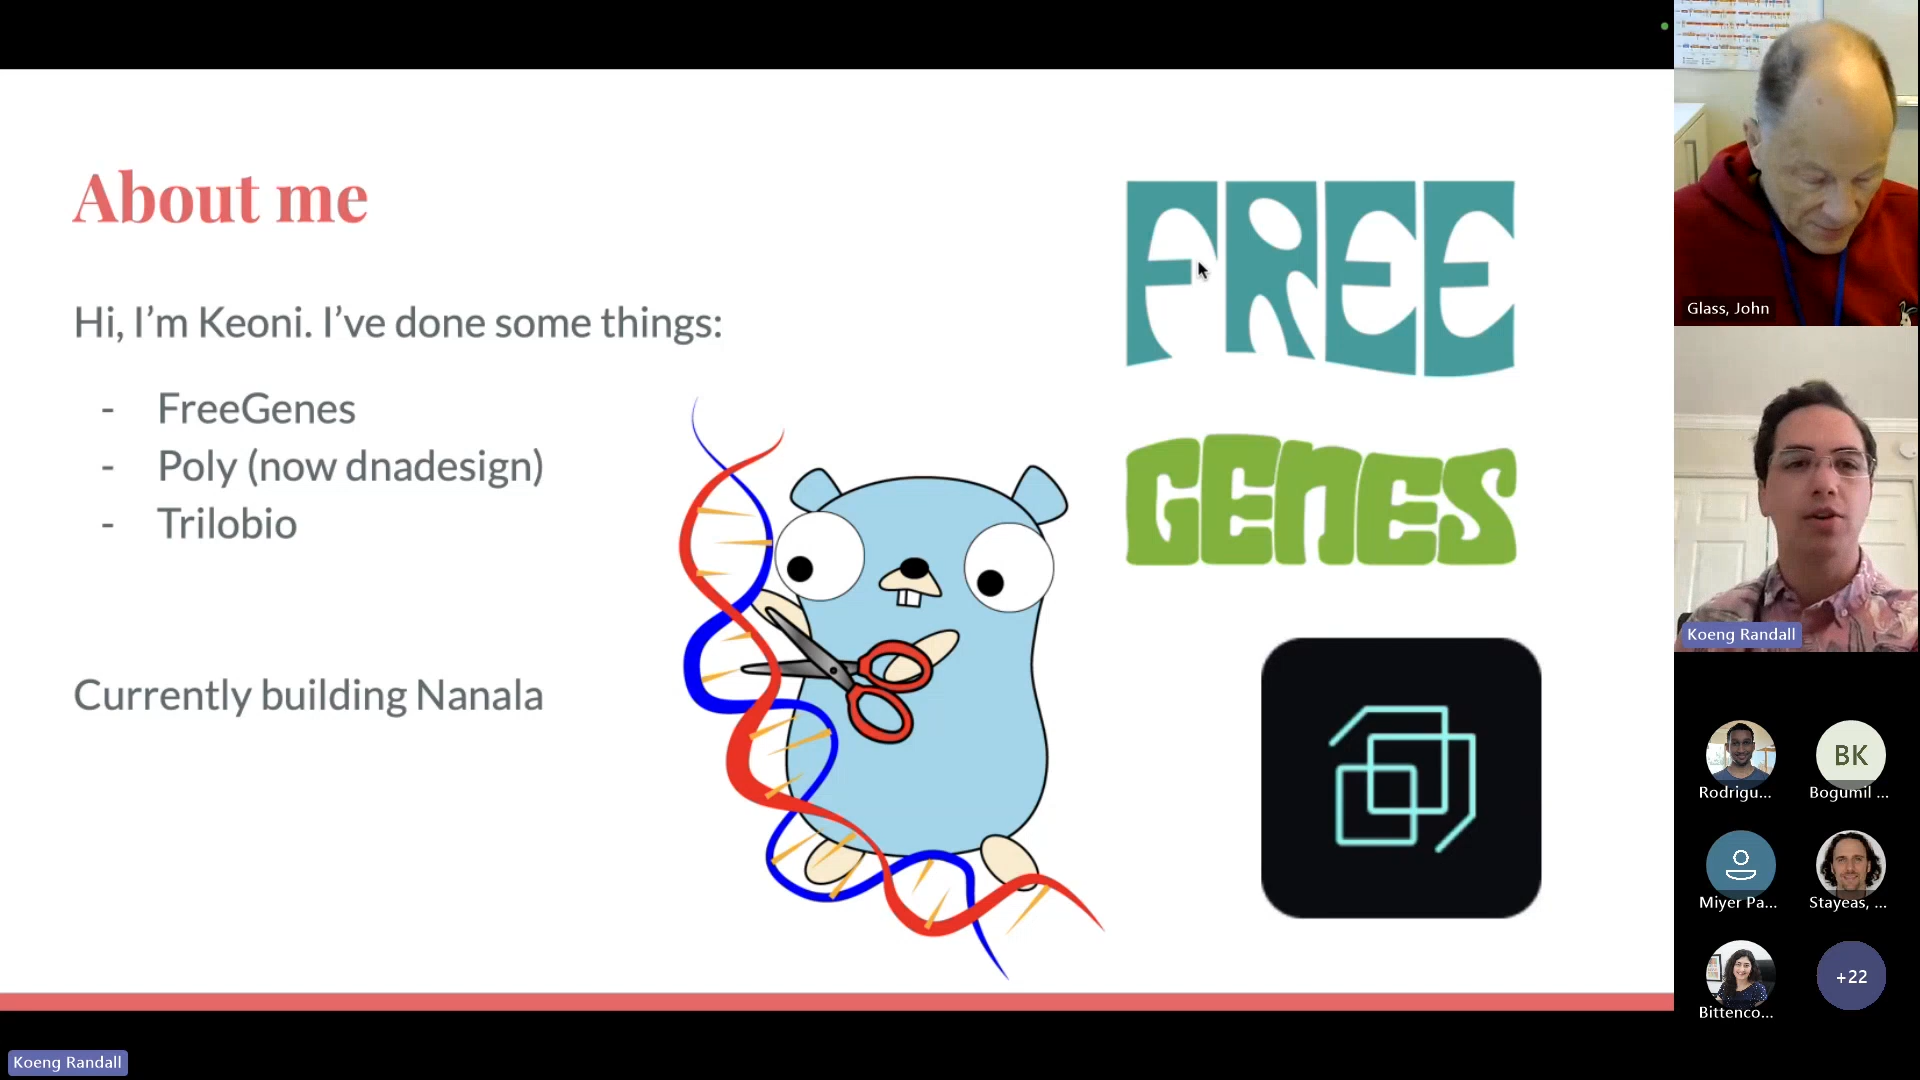 About me
Hi, I’m Keoni. I’ve done some things:
- FreeGenes
- Poly (now dnadesign)
- Trilobio
Currently building Nanala
FREE
GENES
Glass, John
Koeng Randall
Rodrigu...
BK
Bogumil ...
Miyer Pa...
Stayeas, ...
Bittenco...
+22
Koeng Randall